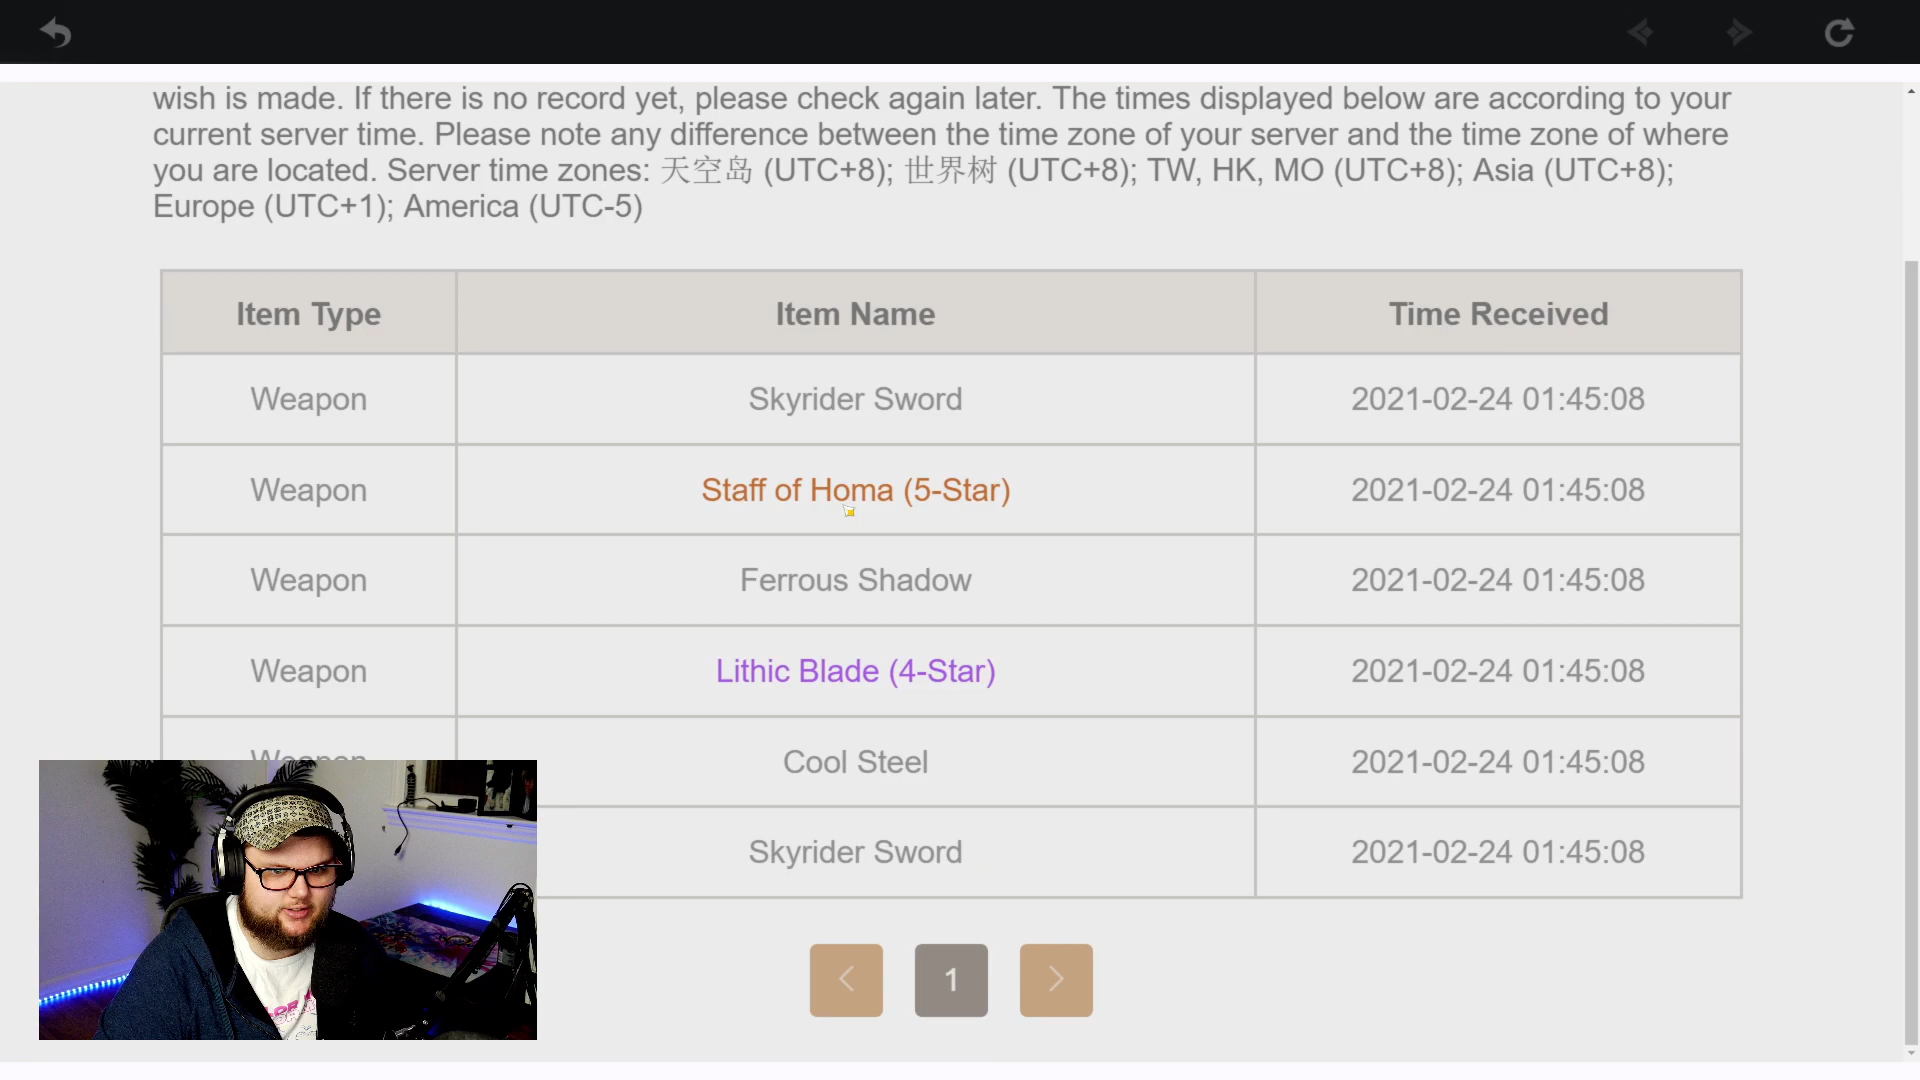 wish is made. If there is no record yet, please check again later. The times displayed below are according to your
current server time. Please note any difference between the time zone of your server and the time zone of where
you are located. Server time zones: 天空岛 (UTC+8); 世界树 (UTC+8); TW, HK, MO (UTC+8); Asia (UTC+8);
Europe (UTC+1); America (UTC-5)
Item Type Item Name Time Received
Weapon Skyrider Sword 2021-02-24 01:45:08
Weapon Staff of Homa (5-Star) 2021-02-24 01:45:08
Weapon Ferrous Shadow 2021-02-24 01:45:08
Weapon Lithic Blade (4-Star) 2021-02-24 01:45:08
Weapon Cool Steel 2021-02-24 01:45:08
Skyrider Sword 2021-02-24 01:45:08
1